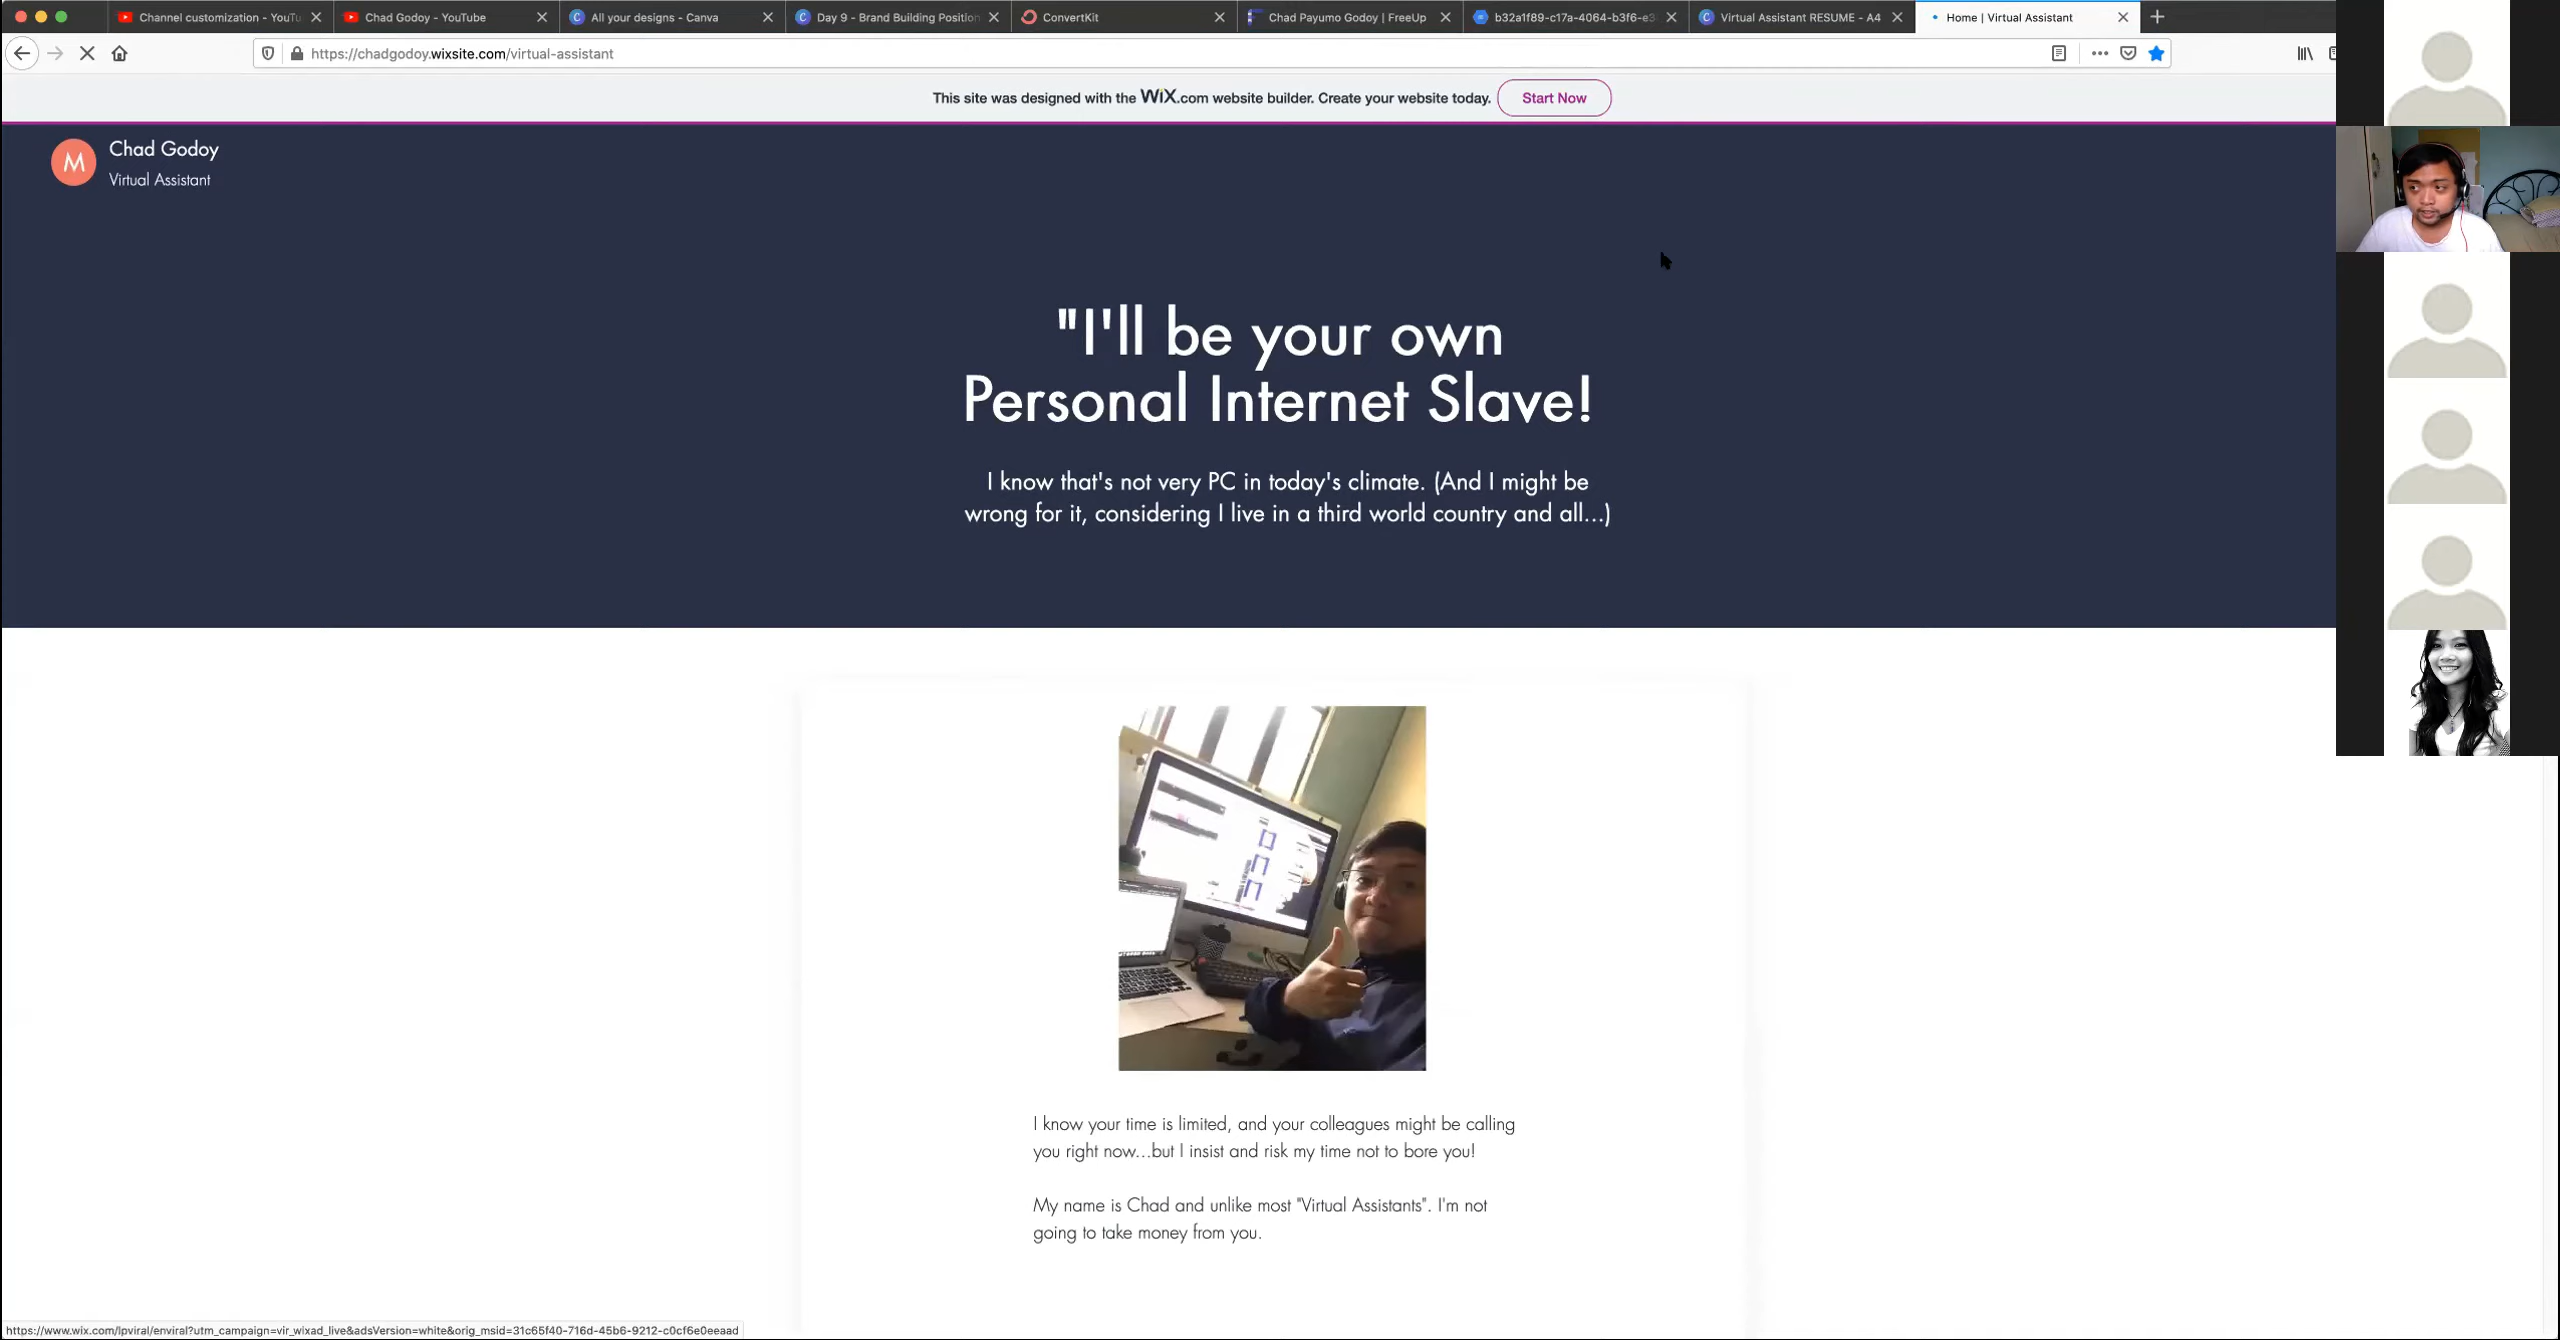 Channel customization - YouTu
Chad Godoy - YouTube
All your designs - Canva
Day 9 - Brand Building Position
ConvertKit
Chad Payumo Godoy | FreeUp
b32a1f89-c17a-4064-b3f6-e3
Virtual Assistant RESUME - A4
Home | Virtual Assistant
https://chadgodoy.wixsite.com/virtual-assistant
This site was designed with the WiX.com website builder. Create your website today.
Start Now
M
Chad Godoy
Virtual Assistant
"I'll be your own
Personal Internet Slave!
I know that's not very PC in today's climate. (And I might be
wrong for it, considering I live in a third world country and all...)
I know your time is limited, and your colleagues might be calling
you right now...but I insist and risk my time not to bore you!
My name is Chad and unlike most "Virtual Assistants". I'm not
going to take money from you.
https://www.wix.com/lpviral/enviral?utm_campaign=vir_wixad_live&adsVersion=white&orig_msid=31c65f40-716d-45b6-9212-c0cf6e0eeaad